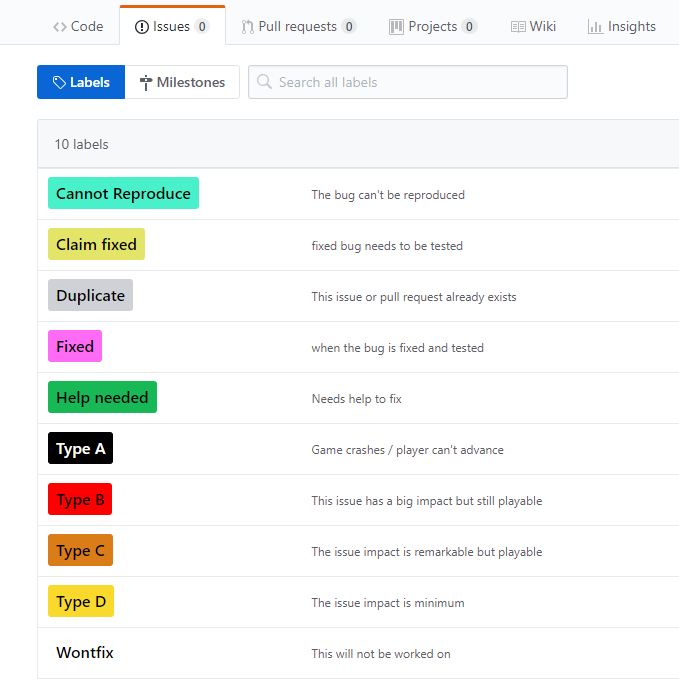 Code Issues 0 Pull requests 0 Projects 0 Wiki Insights
Labels Milestones Search all labels
10 labels
Cannot Reproduce The bug can't be reproduced
Claim fixed fixed bug needs to be tested
Duplicate This issue or pull request already exists
Fixed when the bug is fixed and tested
Help needed Needs help to fix
Type A Game crashes / player can't advance
Type B This issue has a big impact but still playable
Type C The issue impact is remarkable but playable
Type D The issue impact is minimum
Wontfix This will not be worked on